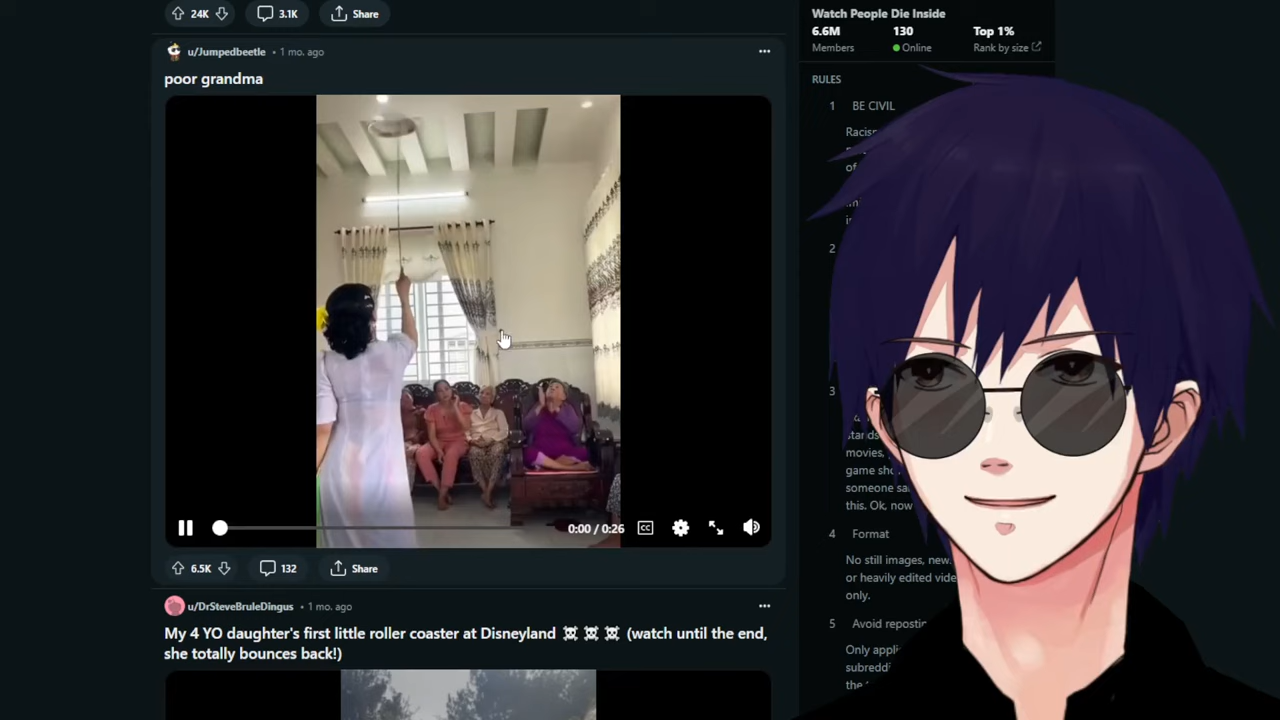 24K
3.1K
Share
u/Jumpedbeetle • 1 mo. ago
poor grandma
0:00 / 0:26
CC
6.5K
132
Share
u/DrSteveBruleDingus • 1 mo. ago
My 4 YO daughter's first little roller coaster at Disneyland ☠ ☠ ☠ (watch until the end,
she totally bounces back!)
Watch People Die Inside
6.6M
130
Top 1%
Members
Online
Rank by size
RULES
1 BE CIVIL
2
3
movies,
game sho
this. Ok, now
4 Format
No still images, new
or heavily edited vide
only.
5 Avoid repostin
Only appli
subreddi